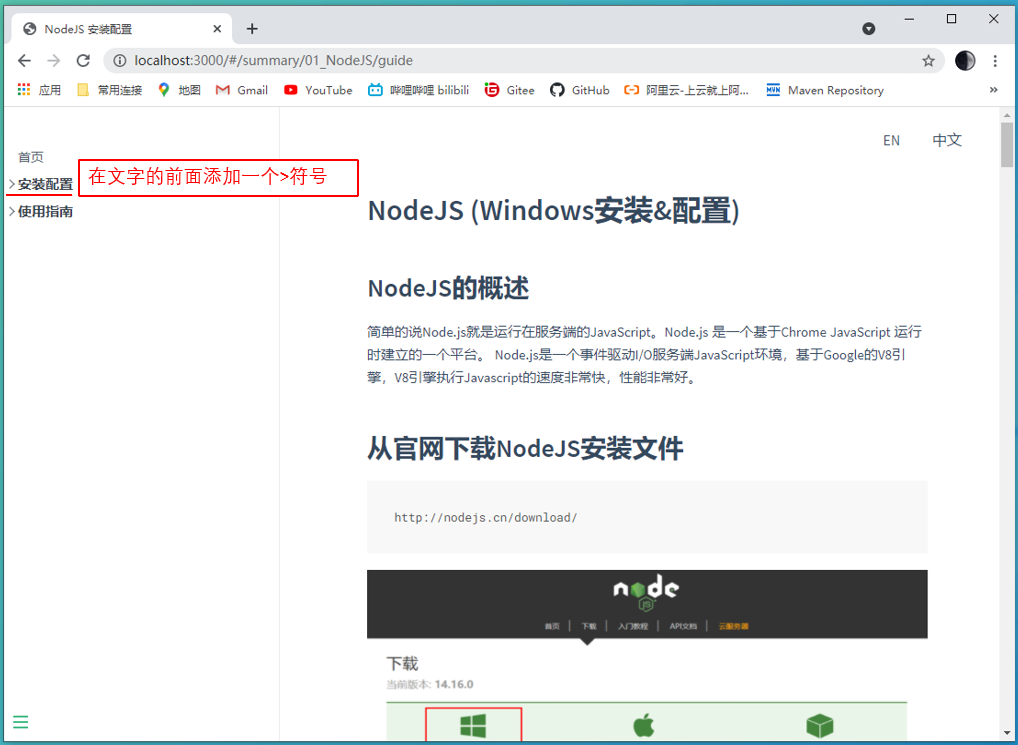 NodeJS 安装配置
localhost:3000/#/summary/01_NodeJS/guide
应用 常用连接 地图 Gmail YouTube 哔哩哔哩 bilibili Gitee GitHub 阿里云-上云就上阿... Maven Repository »
EN 中文
首页
>安装配置
在文字的前面添加一个>符号
>使用指南
NodeJS (Windows安装&配置)
NodeJS的概述
简单的说Node.js就是运行在服务端的JavaScript。Node.js 是一个基于Chrome JavaScript 运行
时建立的一个平台。 Node.js是一个事件驱动I/O服务端JavaScript环境，基于Google的V8引
擎，V8引擎执行Javascript的速度非常快，性能非常好。
从官网下载NodeJS安装文件
http://nodejs.cn/download/
node
JS
首页 | 下载 | 入门教程 | API文档 | 云服务器
下载
当前版本: 14.16.0